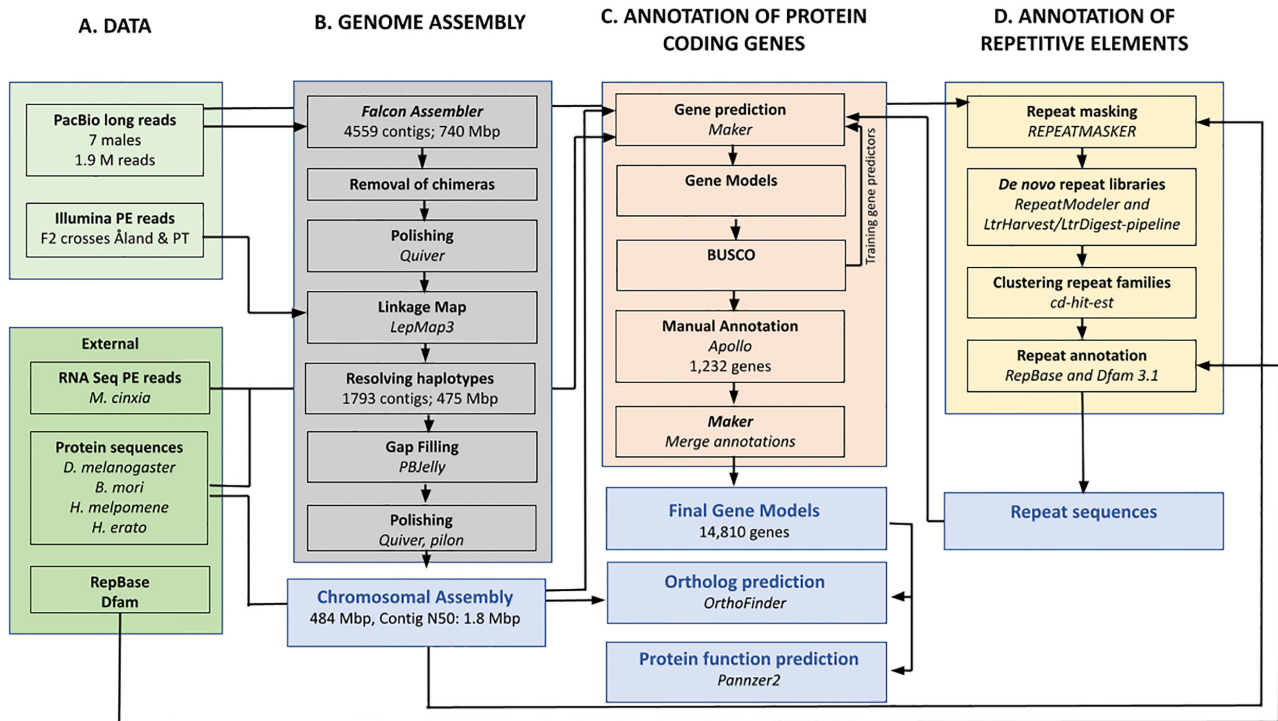 A. DATA
PacBio long reads
7 males
1.9 M reads
Illumina PE reads
F2 crosses Åland & PT
External
RNA Seq PE reads
M. cinxia
Protein sequences
D. melanogaster
B. mori
H. melpomene
H. erato
RepBase
Dfam
B. GENOME ASSEMBLY
Falcon Assembler
4559 contigs; 740 Mbp
Removal of chimeras
Polishing
Quiver
Linkage Map
LepMap3
Resolving haplotypes
1793 contigs; 475 Mbp
Gap Filling
PBJelly
Polishing
Quiver, pilon
Chromosomal Assembly
484 Mbp, Contig N50: 1.8 Mbp
C. ANNOTATION OF PROTEIN
CODING GENES
Gene prediction
Maker
Gene Models
BUSCO
Training gene predictors
Manual Annotation
Apollo
1,232 genes
Maker
Merge annotations
Final Gene Models
14,810 genes
Ortholog prediction
OrthoFinder
Protein function prediction
Pannzer2
D. ANNOTATION OF
REPETITIVE ELEMENTS
Repeat masking
REPEATMASKER
De novo repeat libraries
RepeatModeler and
LtrHarvest/LtrDigest-pipeline
Clustering repeat families
cd-hit-est
Repeat annotation
RepBase and Dfam 3.1
Repeat sequences